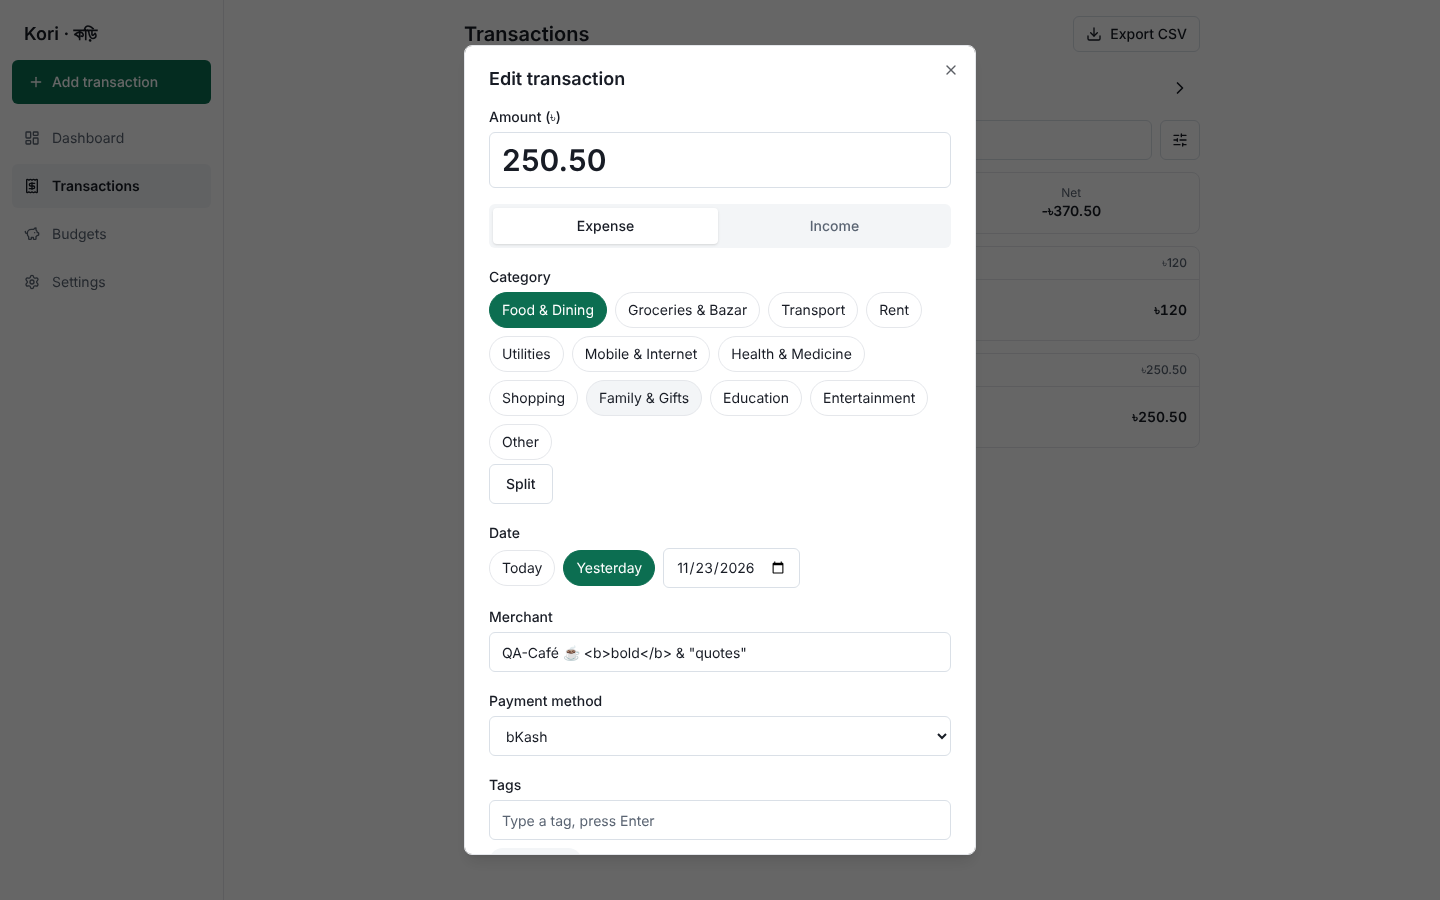 Kori · কড়ি
Add transaction
Dashboard
Transactions
Budgets
Settings
Transactions
Export CSV
Net
-৳370.50
৳120
৳120
৳250.50
৳250.50
Edit transaction
Amount (৳)
250.50
Expense Income
Category
Food & Dining Groceries & Bazar Transport Rent
Utilities Mobile & Internet Health & Medicine
Shopping Family & Gifts Education Entertainment
Other
Split
Date
Today Yesterday 11/23/2026
Merchant
QA-Café ☕ <b>bold</b> & "quotes"
Payment method
bKash
Tags
Type a tag, press Enter